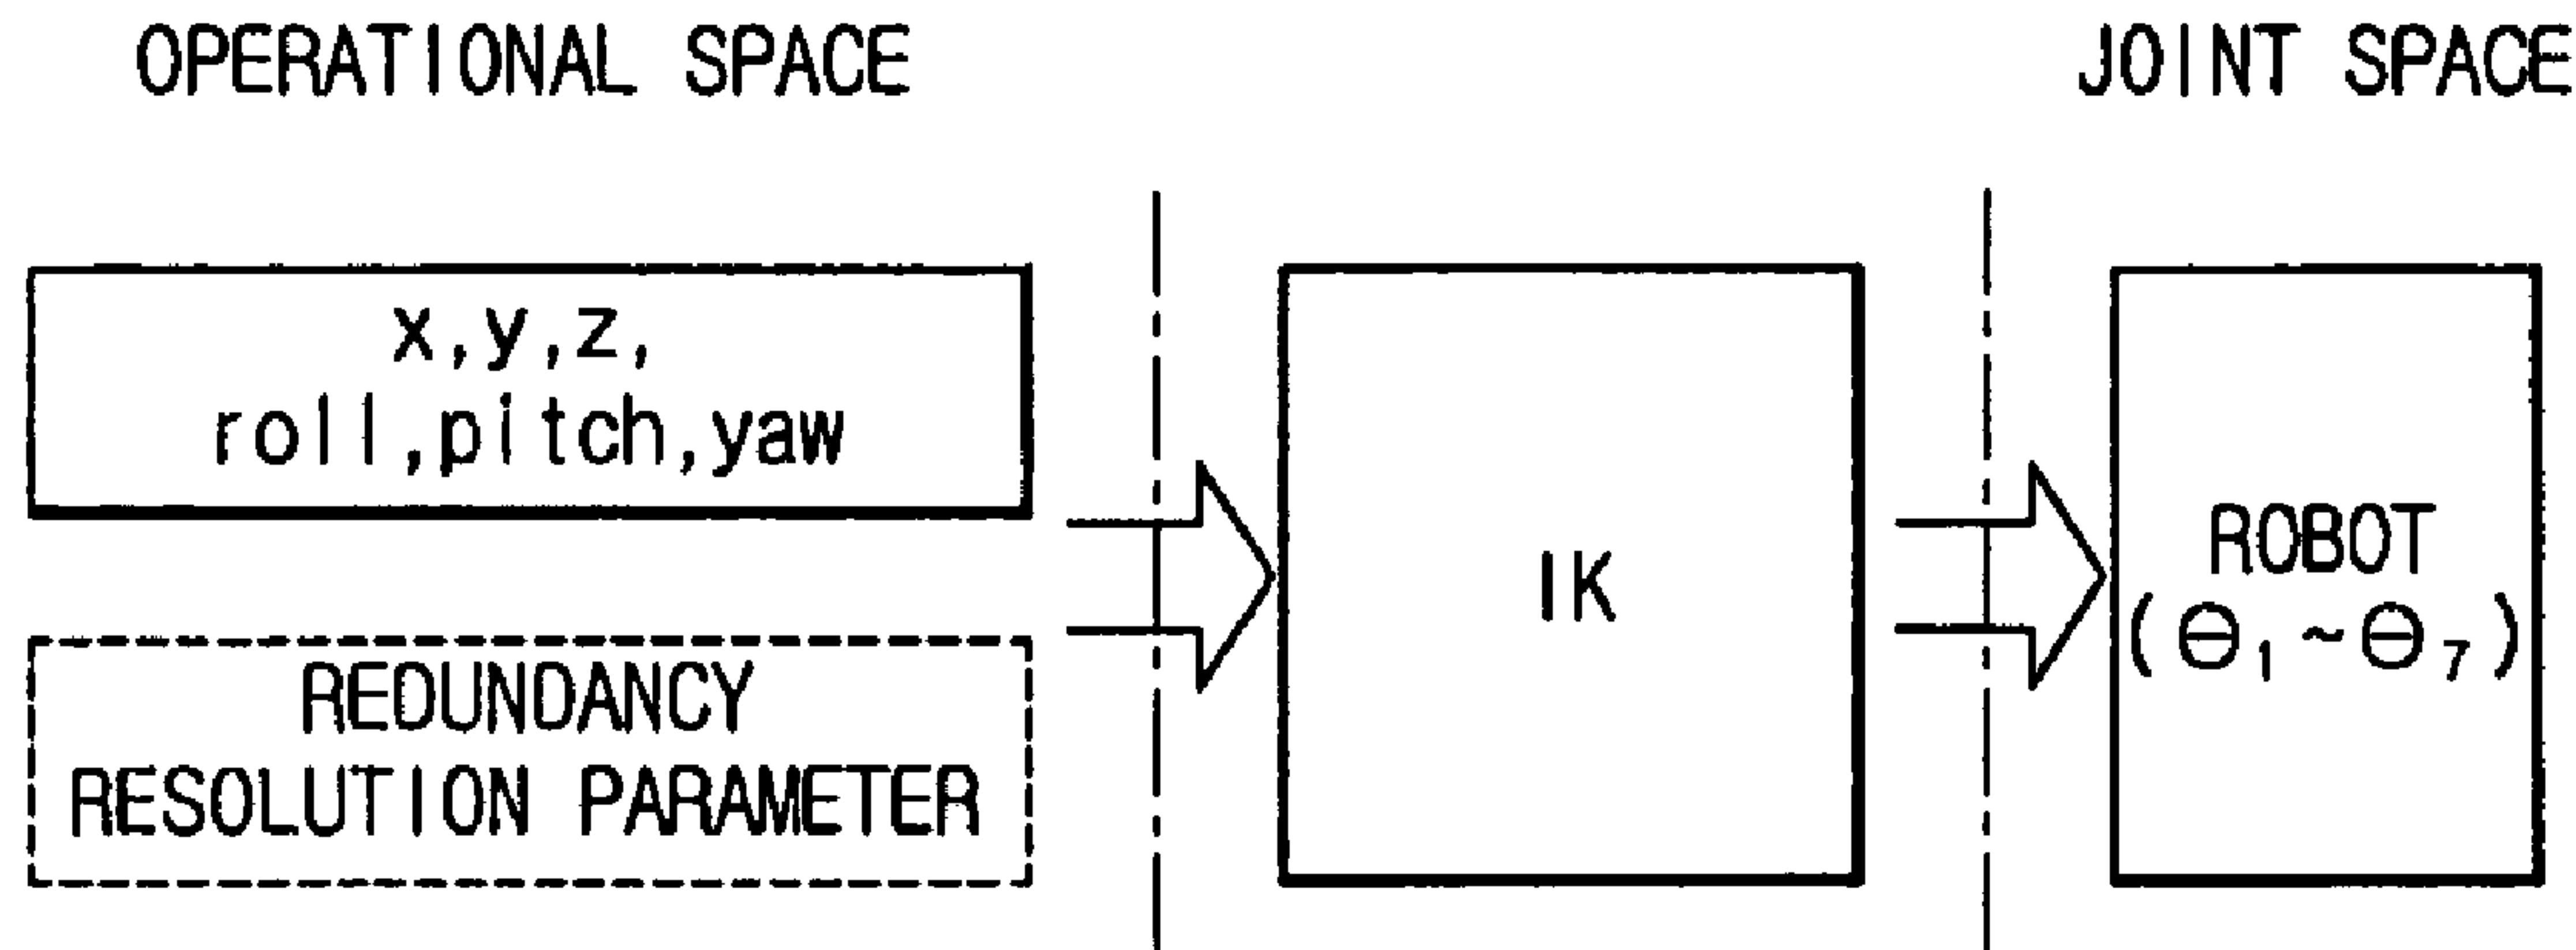 OPERATIONAL SPACE
JOINT SPACE
x,y,z,
roll,pitch,yaw
REDUNDANCY
RESOLUTION PARAMETER
IK
ROBOT
(Θ₁~Θ₇)